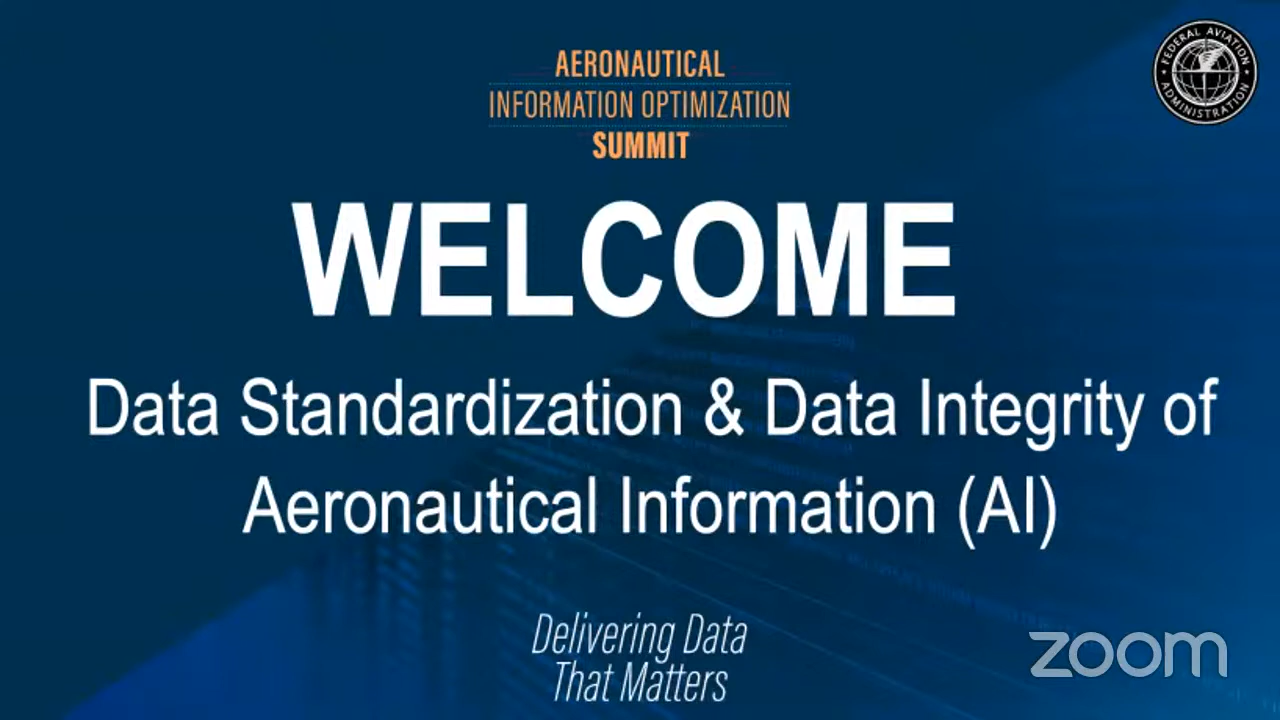 AERONAUTICAL
INFORMATION OPTIMIZATION
SUMMIT
FEDERAL AVIATION
ADMINISTRATION
WELCOME
Data Standardization & Data Integrity of
Aeronautical Information (AI)
Delivering Data
That Matters
zoom